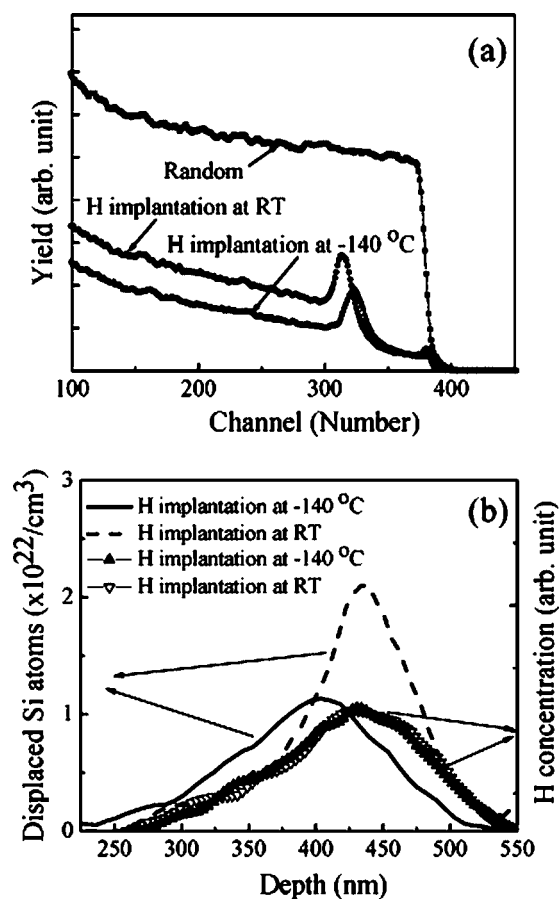 (a)
Yield (arb. unit)
Random
H implantation at RT
H implantation at -140 °C
100 200 300 400
Channel (Number)
(b)
Displaced Si atoms (x10²²/cm³)
3
2
1
0
H implantation at -140 °C
H implantation at RT
H implantation at -140 °C
H implantation at RT
H concentration (arb. unit)
250 300 350 400 450 500 550
Depth (nm)